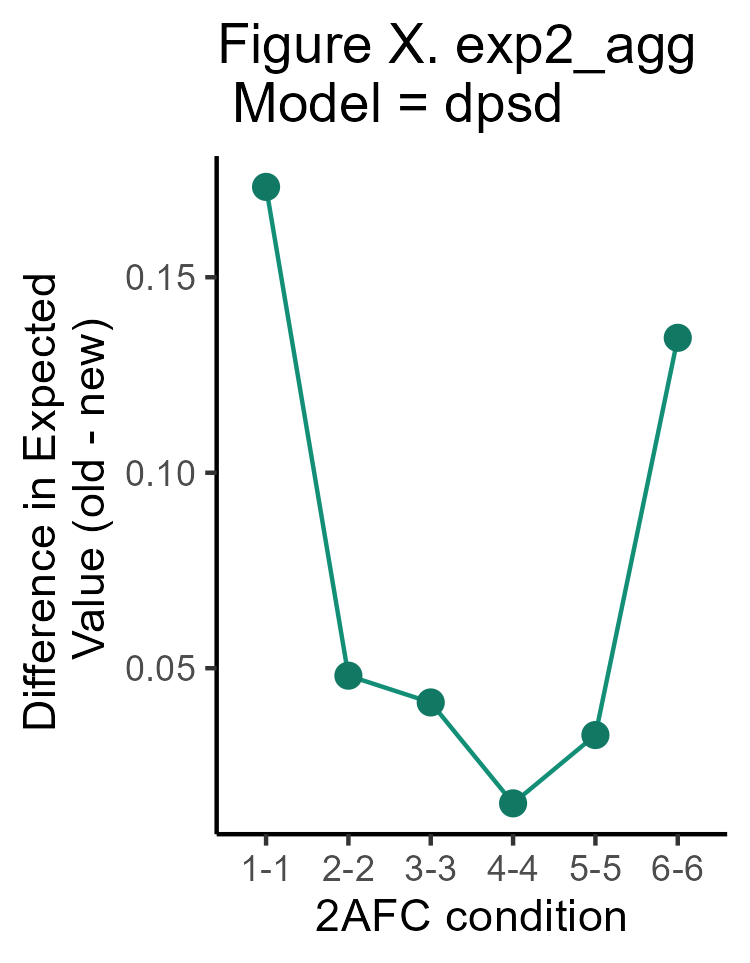 Figure X. exp2_agg
Model = dpsd
Difference in Expected
Value (old - new)
0.15
0.10
0.05
1-1 2-2 3-3 4-4 5-5 6-6
2AFC condition